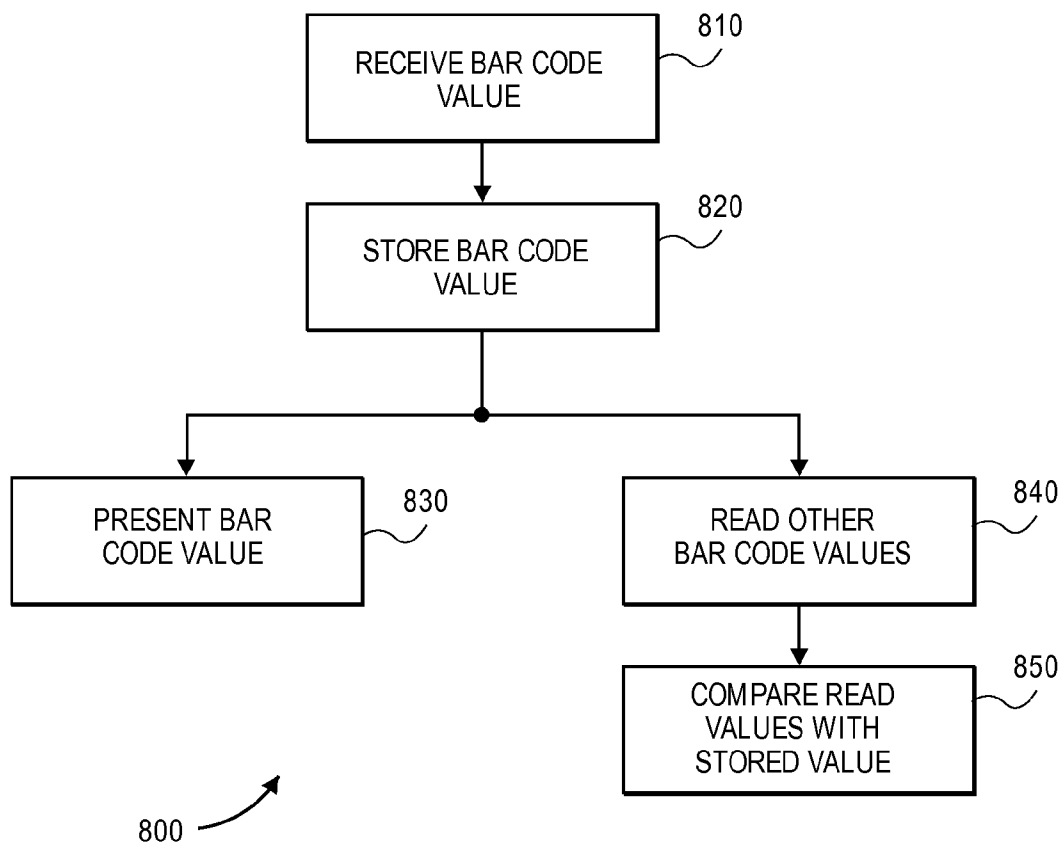 810
RECEIVE BAR CODE
VALUE
820
STORE BAR CODE
VALUE
830
PRESENT BAR
CODE VALUE
840
READ OTHER
BAR CODE VALUES
850
COMPARE READ
VALUES WITH
STORED VALUE
800